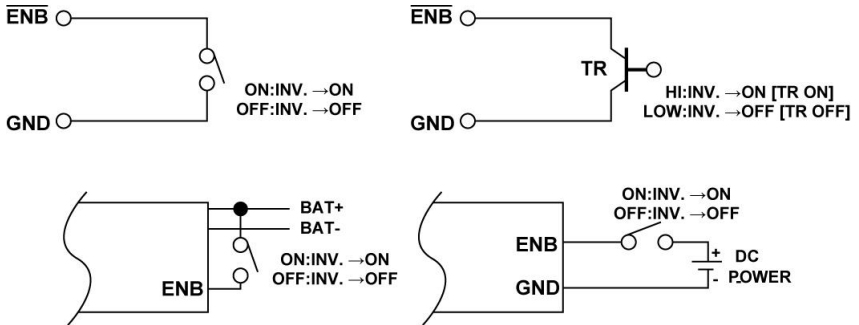 ENB
GND
ON:INV. →ON
OFF:INV. →OFF
ENB
TR
GND
HI:INV. →ON [TR ON]
LOW:INV. →OFF [TR OFF]
BAT+
BAT-
ON:INV. →ON
OFF:INV. →OFF
ENB
ON:INV. →ON
OFF:INV. →OFF
ENB
GND
+ DC
- POWER